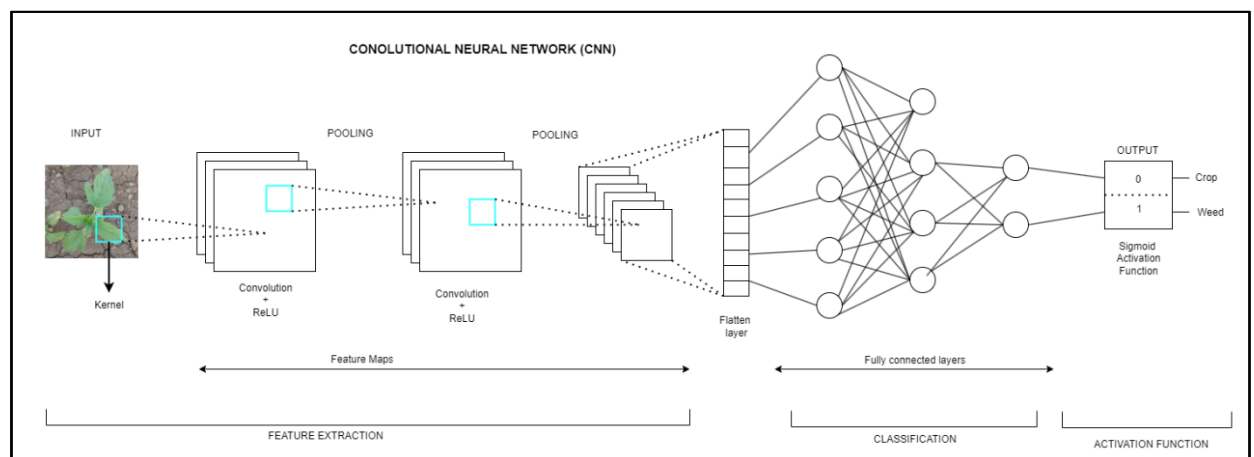 CONOLUTIONAL NEURAL NETWORK (CNN)
INPUT
POOLING
POOLING
OUTPUT
0
1
Crop
Weed
Sigmoid
Activation
Function
Kernel
Convolution
+
ReLU
Convolution
+
ReLU
Flatten
layer
Feature Maps
Fully connected layers
FEATURE EXTRACTION
CLASSIFICATION
ACTIVATION FUNCTION